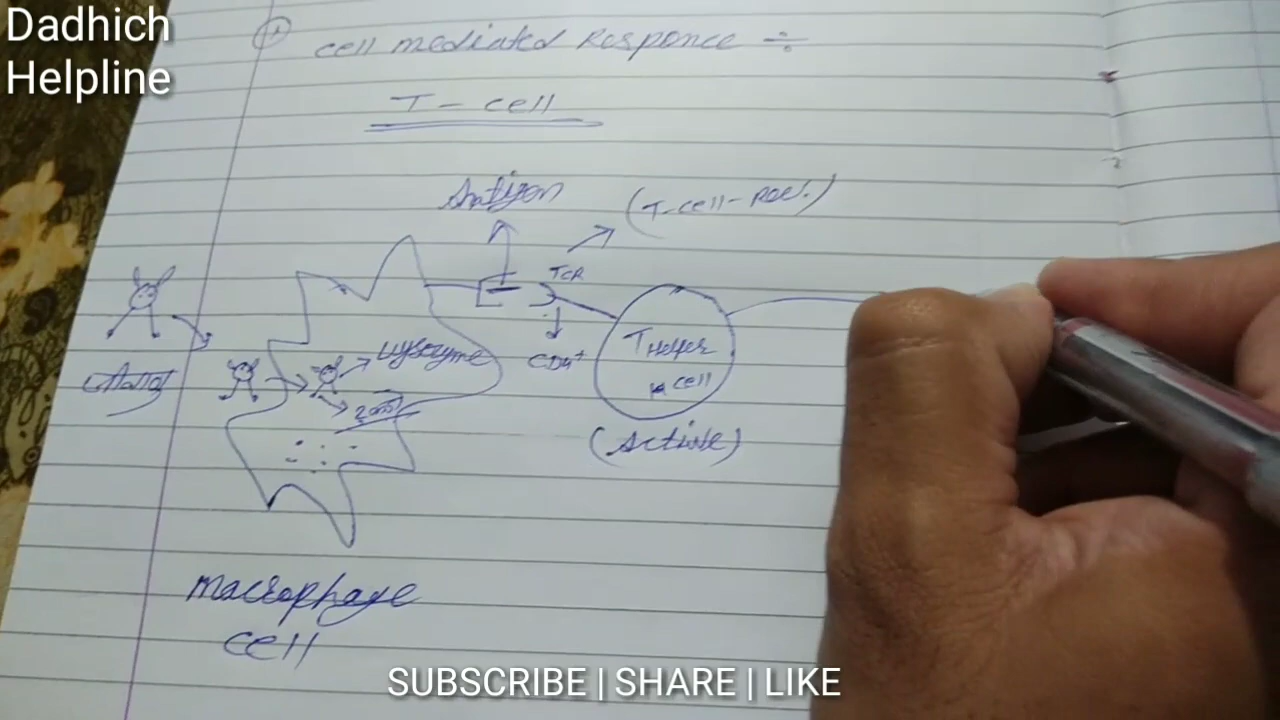 Dadhich
Helpline
cell mediated Responce ÷
T - cell
Antigen
(T-cell-Rec.)
TCR
Lysozyme
CD4+
T Helper
cell
(Active)
macrophage
cell
SUBSCRIBE | SHARE | LIKE